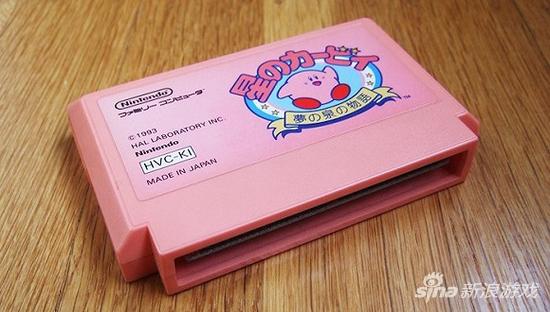 Nintendo
ファミリー コンピュータ
© 1993
HAL LABORATORY INC.
Nintendo
HVC-KI
MADE IN JAPAN
星のカービィ
夢の泉の物語
TM
sina 新浪游戏